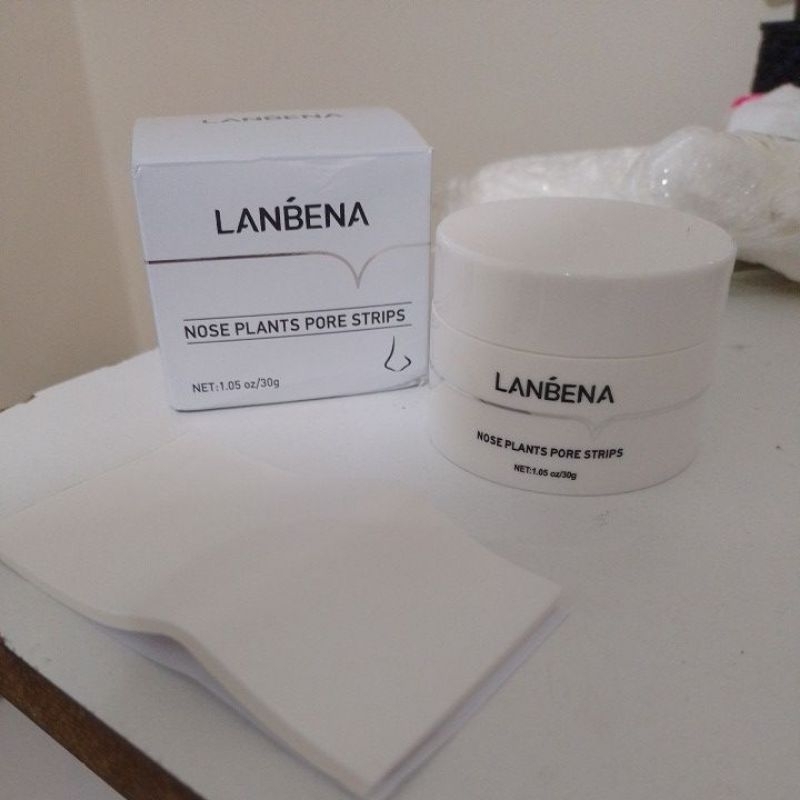 LANBENA
LANBENA
NOSE PLANTS PORE STRIPS
NET:1.05 oz/30g
LANBENA
NOSE PLANTS PORE STRIPS
NET:1.05 oz/30g